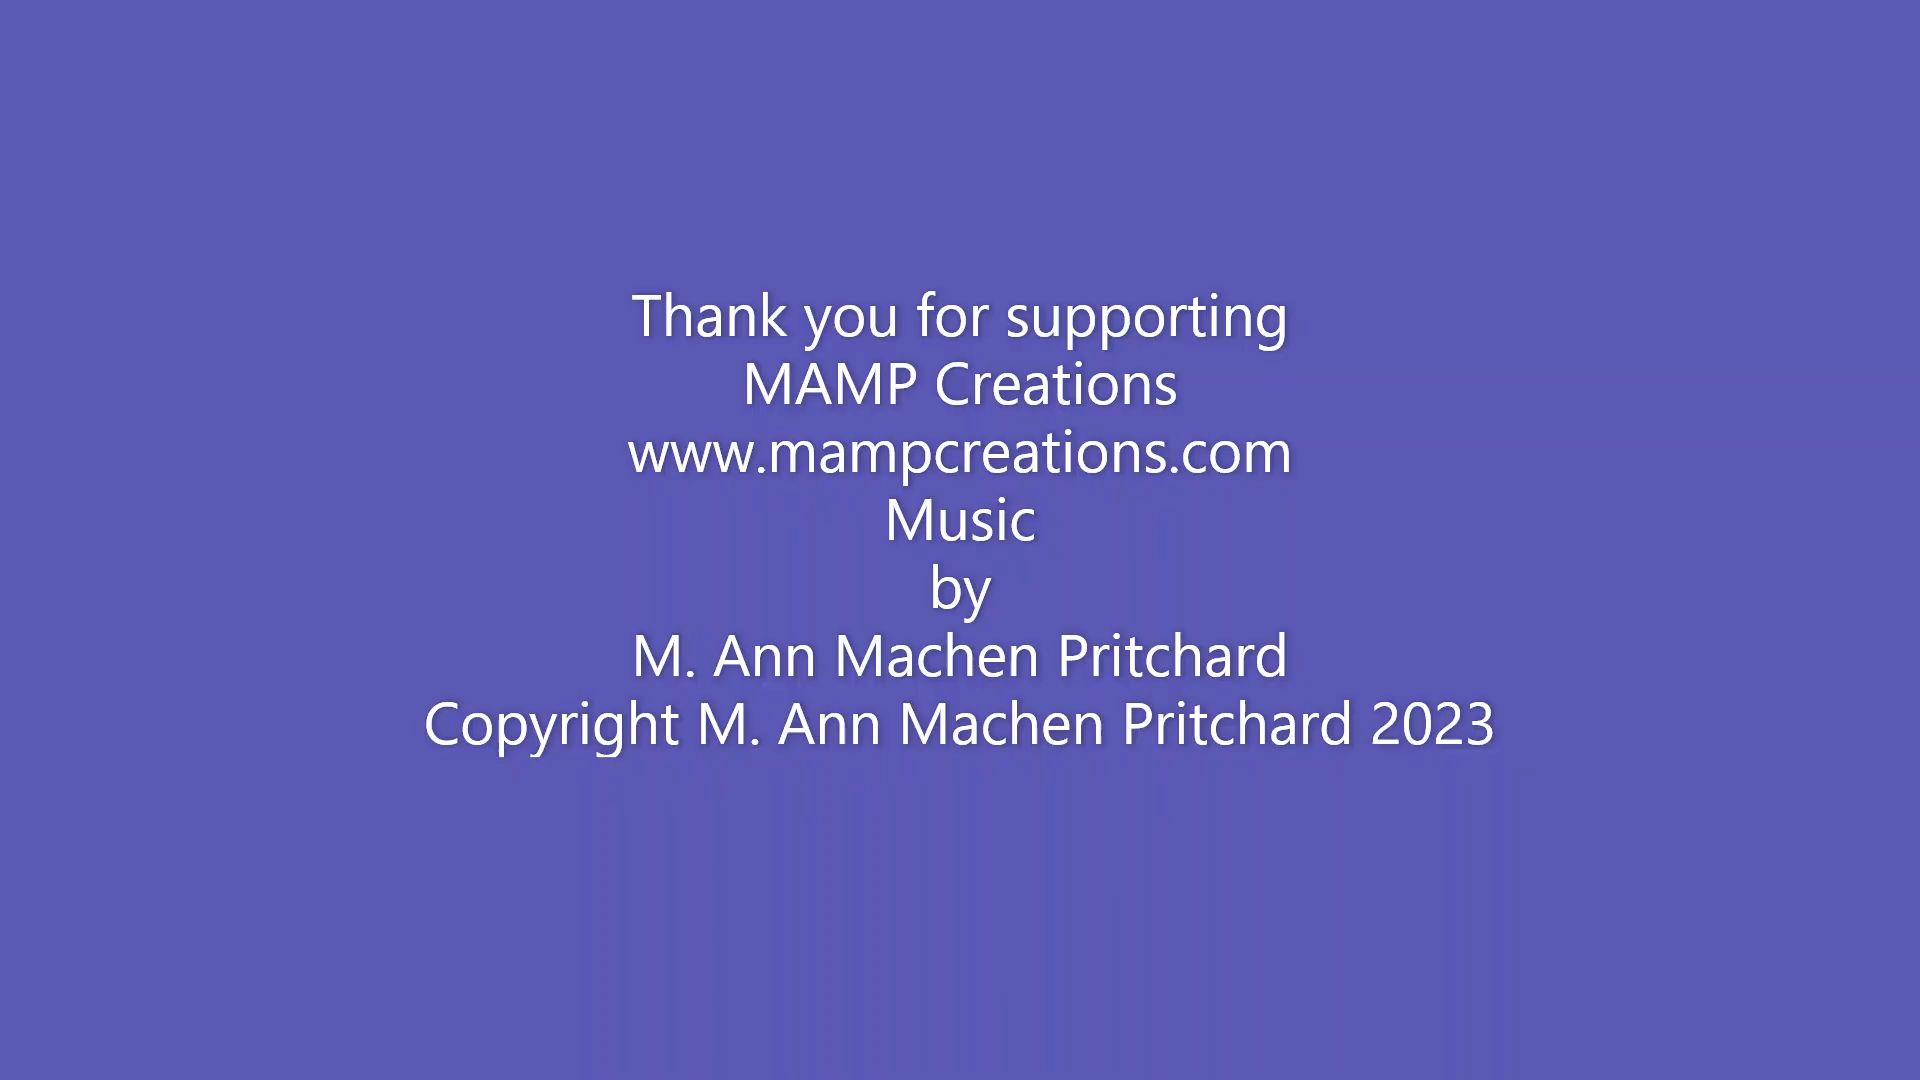 Thank you for supporting
MAMP Creations
www.mampcreations.com
Music
by
M. Ann Machen Pritchard
Copyright M. Ann Machen Pritchard 2023